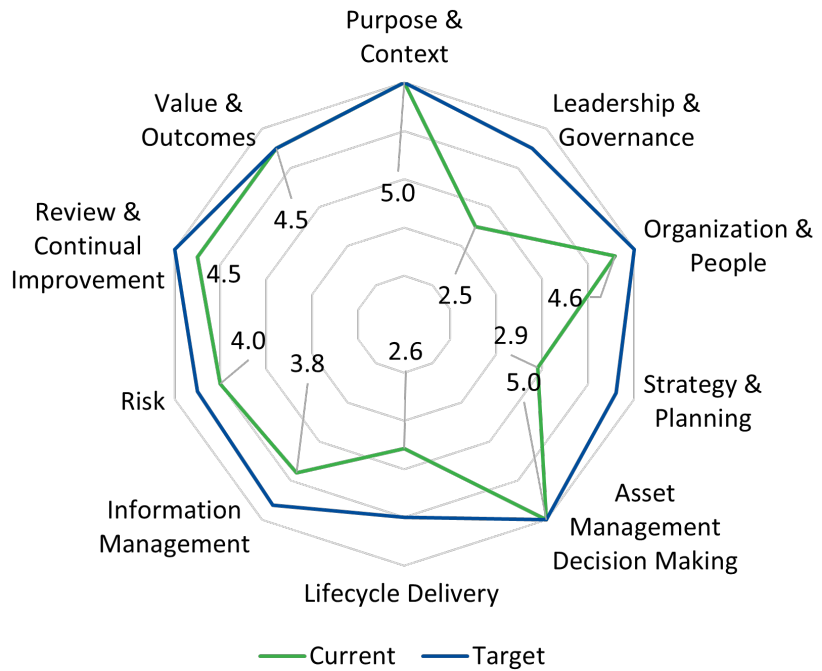 Purpose &
Context
Leadership &
Governance
Organization &
People
Strategy &
Planning
Asset
Management
Decision Making
Lifecycle Delivery
Information
Management
Risk
Review &
Continual
Improvement
Value &
Outcomes
5.0
2.5
4.6
2.9
5.0
2.6
3.8
4.0
4.5
4.5
Current
Target